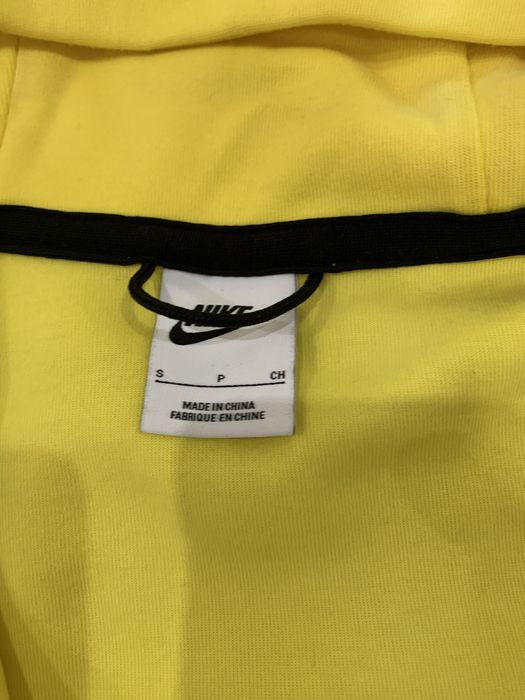 NIKE
S P CH
MADE IN CHINA
FABRIQUE EN CHINE